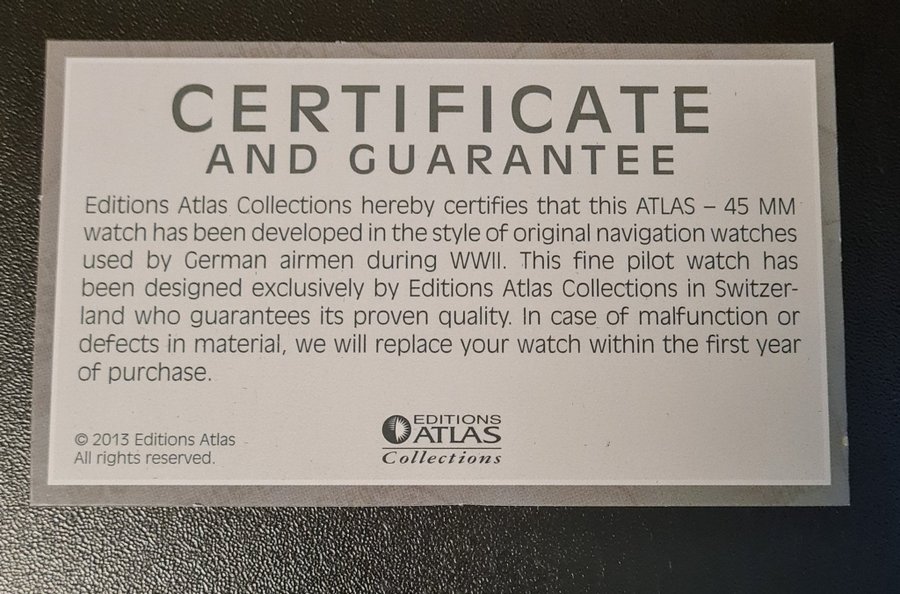 CERTIFICATE
AND GUARANTEE
Editions Atlas Collections hereby certifies that this ATLAS – 45 MM
watch has been developed in the style of original navigation watches
used by German airmen during WWII. This fine pilot watch has
been designed exclusively by Editions Atlas Collections in Switzer-
land who guarantees its proven quality. In case of malfunction or
defects in material, we will replace your watch within the first year
of purchase.
© 2013 Editions Atlas
All rights reserved.
EDITIONS
ATLAS
Collections